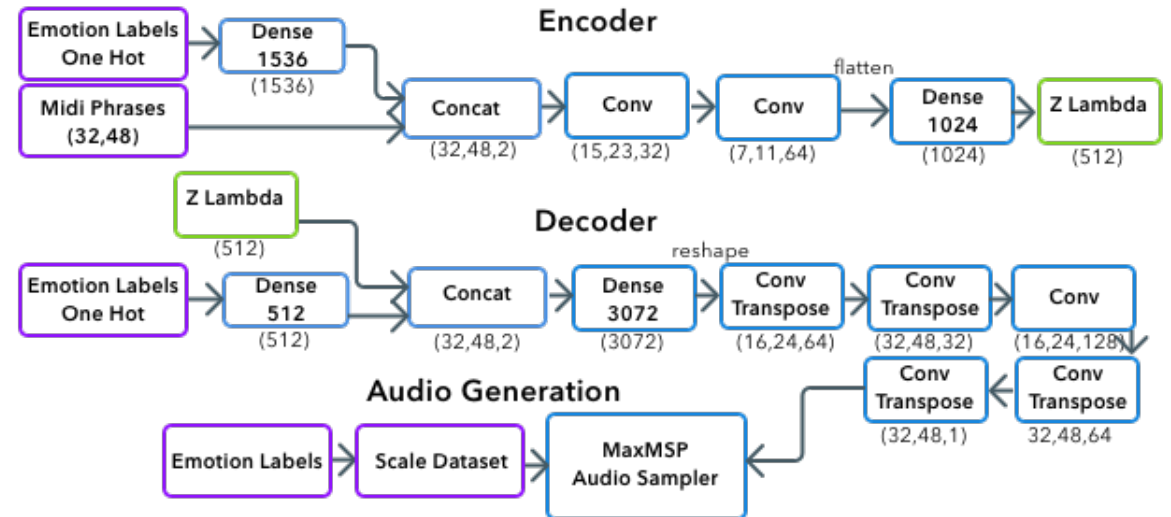 Encoder
Emotion Labels
One Hot
Dense
1536
(1536)
Midi Phrases
(32,48)
Concat
(32,48,2)
Conv
(15,23,32)
Conv
(7,11,64)
flatten
Dense
1024
(1024)
Z Lambda
(512)
Decoder
Z Lambda
(512)
Emotion Labels
One Hot
Dense
512
(512)
Concat
(32,48,2)
Dense
3072
(3072)
reshape
Conv
Transpose
(16,24,64)
Conv
Transpose
(32,48,32)
Conv
(16,24,128)
Conv
Transpose
32,48,64
Conv
Transpose
(32,48,1)
Audio Generation
Emotion Labels
Scale Dataset
MaxMSP
Audio Sampler